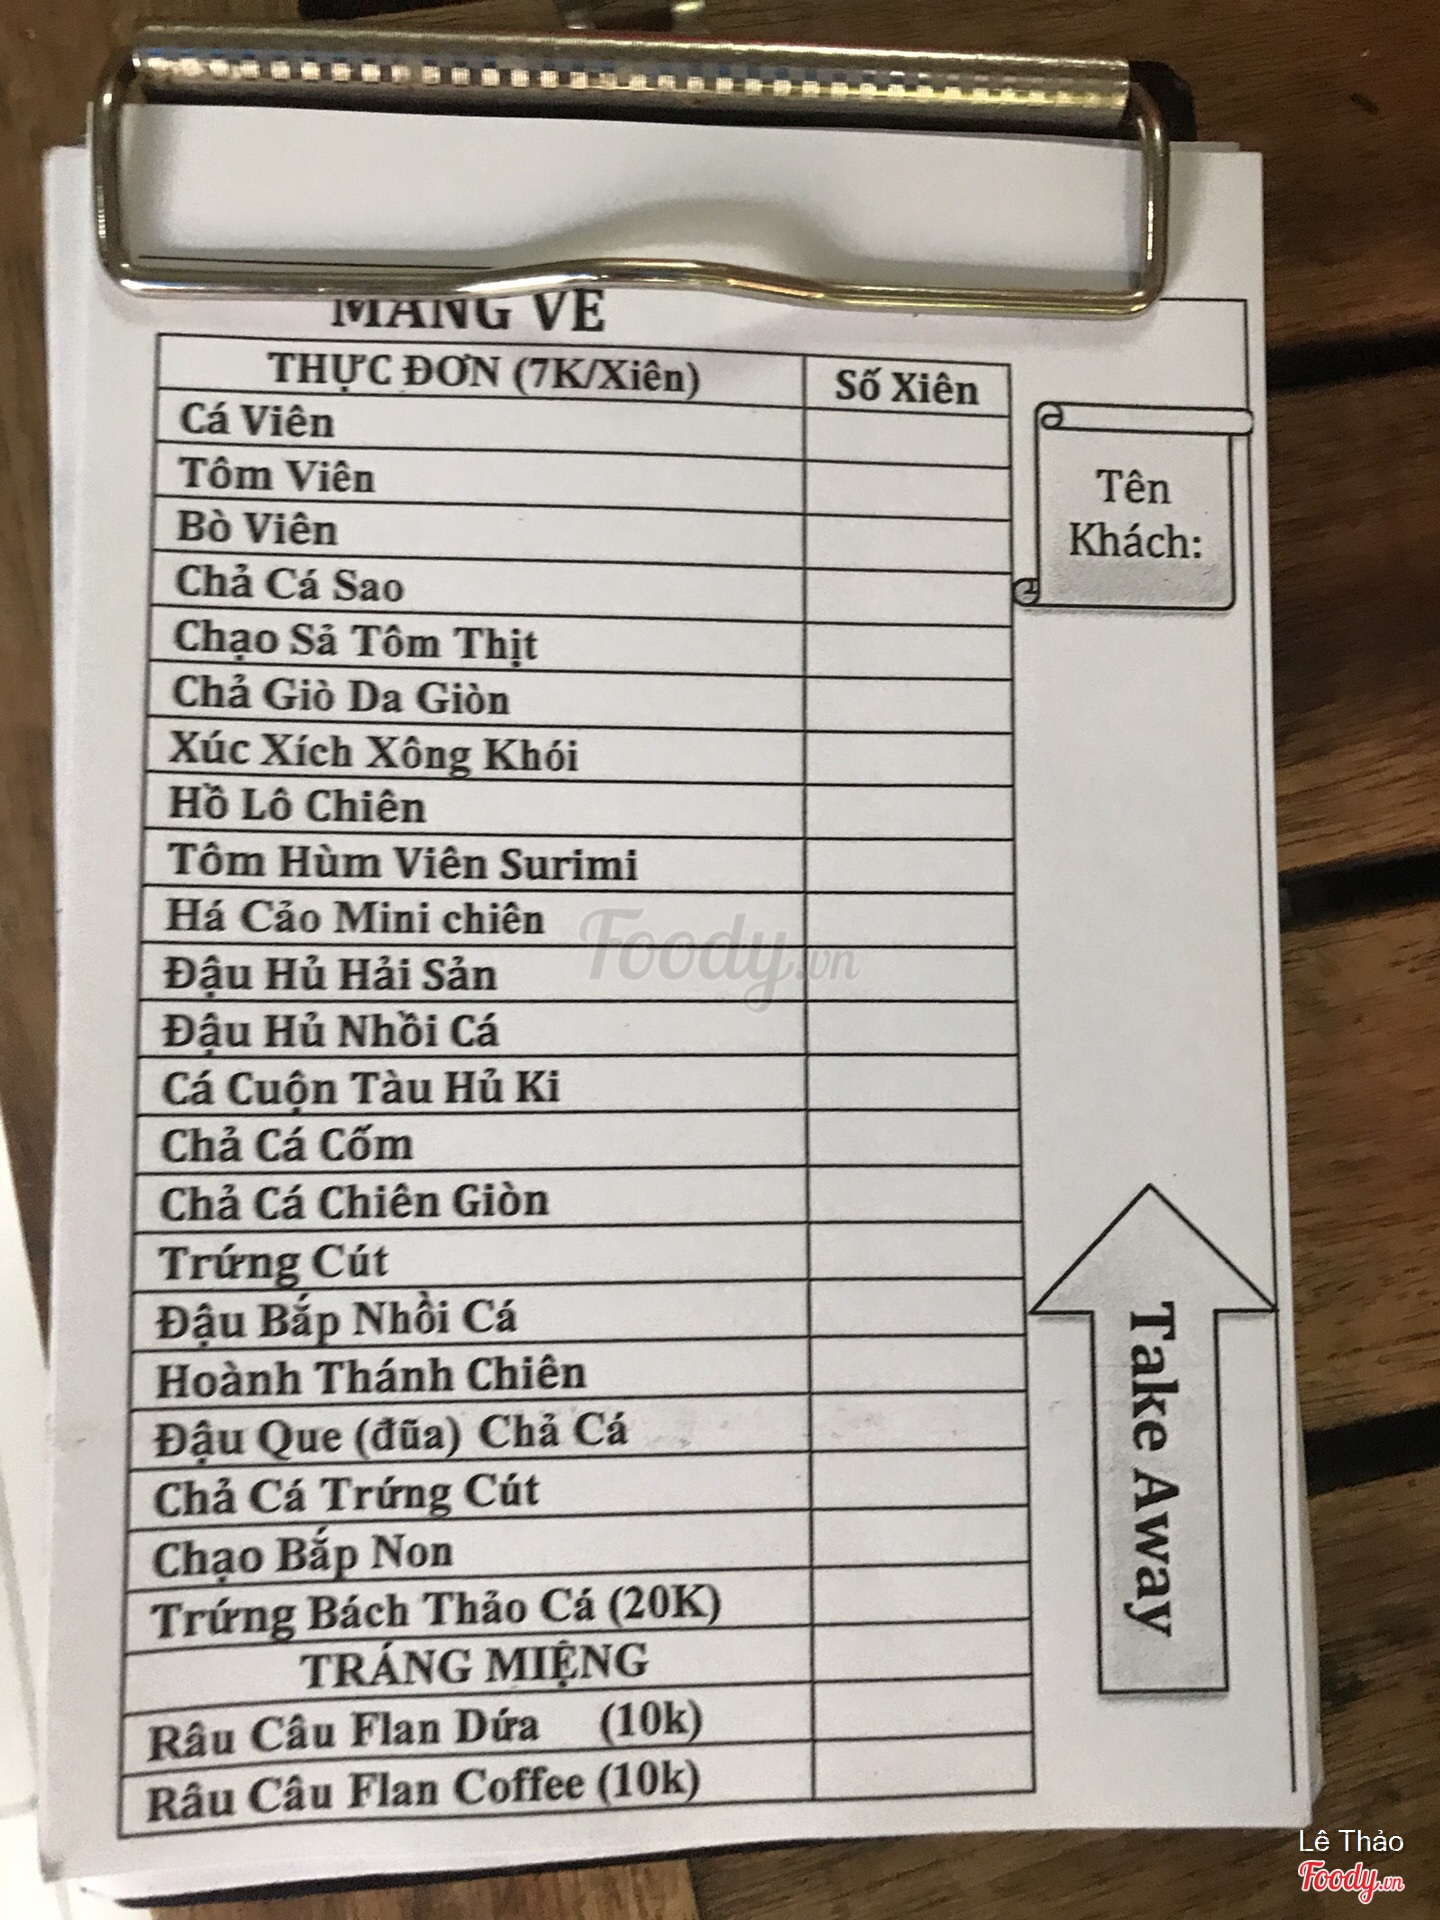 MANG VỀ
THỰC ĐƠN (7K/Xiên)
Số Xiên
Cá Viên
Tôm Viên
Bò Viên
Chả Cá Sao
Chạo Sả Tôm Thịt
Chả Giò Da Giòn
Xúc Xích Xông Khói
Hồ Lô Chiên
Tôm Hùm Viên Surimi
Há Cảo Mini chiên
Đậu Hủ Hải Sản
Đậu Hủ Nhồi Cá
Cá Cuộn Tàu Hủ Ki
Chả Cá Cốm
Chả Cá Chiên Giòn
Trứng Cút
Đậu Bắp Nhồi Cá
Hoành Thánh Chiên
Đậu Que (đũa) Chả Cá
Chả Cá Trứng Cút
Chạo Bắp Non
Trứng Bách Thảo Cá (20K)
TRÁNG MIỆNG
Râu Câu Flan Dứa (10k)
Râu Câu Flan Coffee (10k)
Tên
Khách:
Take Away
Foody.vn
Lê Thảo
Foody.vn